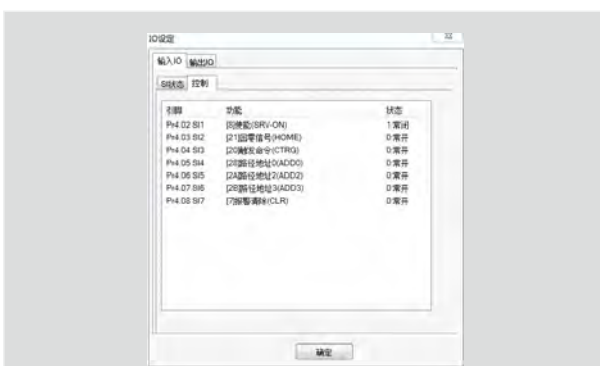 IO设定
输入IO 输出IO
SI状态 控制
引脚 功能 状态
Pr4.02 SI1 [8]使能(SRV-ON) 1:常闭
Pr4.03 SI2 [21]回零信号(HOME) 0:常开
Pr4.04 SI3 [20]触发命令(CTRG) 0:常开
Pr4.05 SI4 [28]路径地址0(ADD0) 0:常开
Pr4.06 SI5 [2A]路径地址2(ADD2) 0:常开
Pr4.07 SI6 [2B]路径地址3(ADD3) 0:常开
Pr4.08 SI7 [7]报警清除(CLR) 0:常开
确定